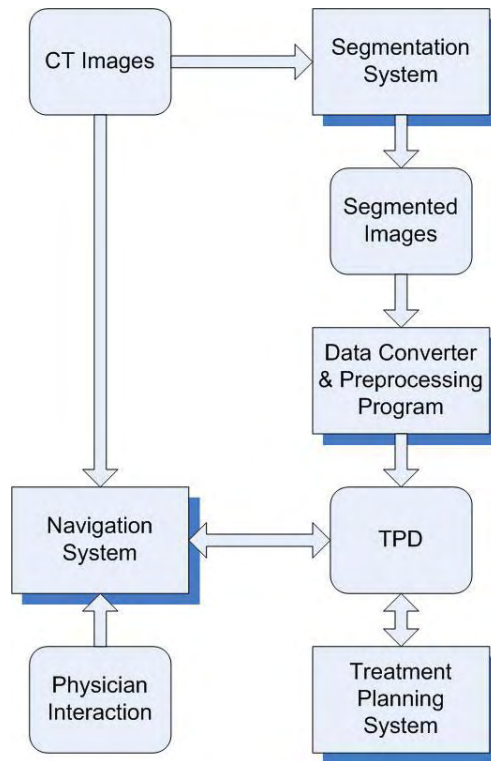 CT Images
Segmentation
System
Segmented
Images
Data Converter
& Preprocessing
Program
Navigation
System
TPD
Physician
Interaction
Treatment
Planning
System